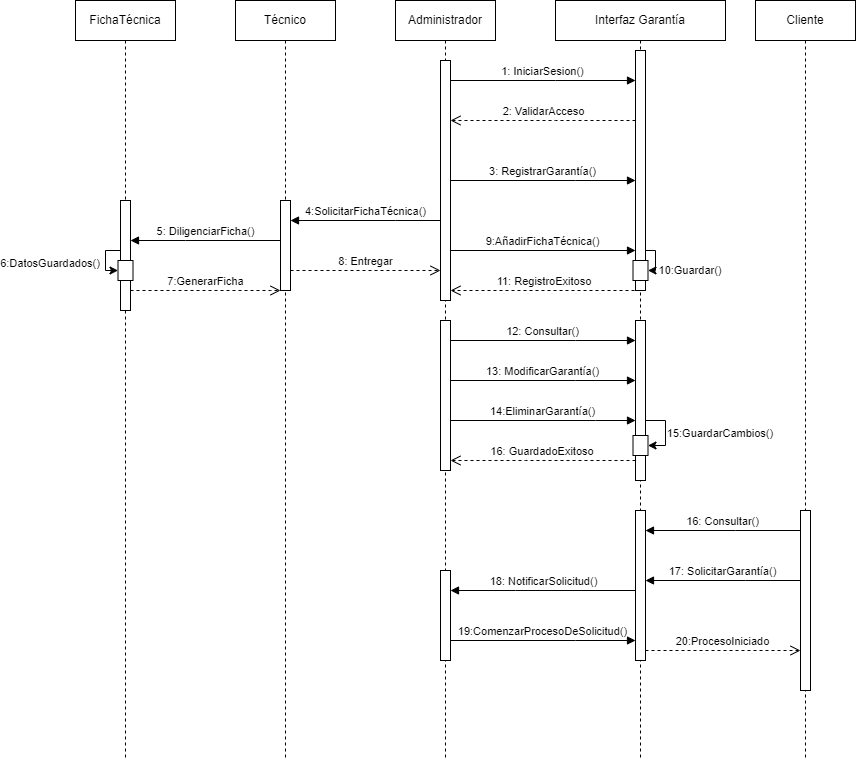 FichaTécnica
Técnico
Administrador
Interfaz Garantía
Cliente
1: IniciarSesion()
2: ValidarAcceso
3: RegistrarGarantía()
4:SolicitarFichaTécnica()
5: DiligenciarFicha()
9:AñadirFichaTécnica()
6:DatosGuardados()
8: Entregar
10:Guardar()
7:GenerarFicha
11: RegistroExitoso
12: Consultar()
13: ModificarGarantía()
14:EliminarGarantía()
15:GuardarCambios()
16: GuardadoExitoso
16: Consultar()
17: SolicitarGarantía()
18: NotificarSolicitud()
19:ComenzarProcesoDeSolicitud()
20:ProcesoIniciado